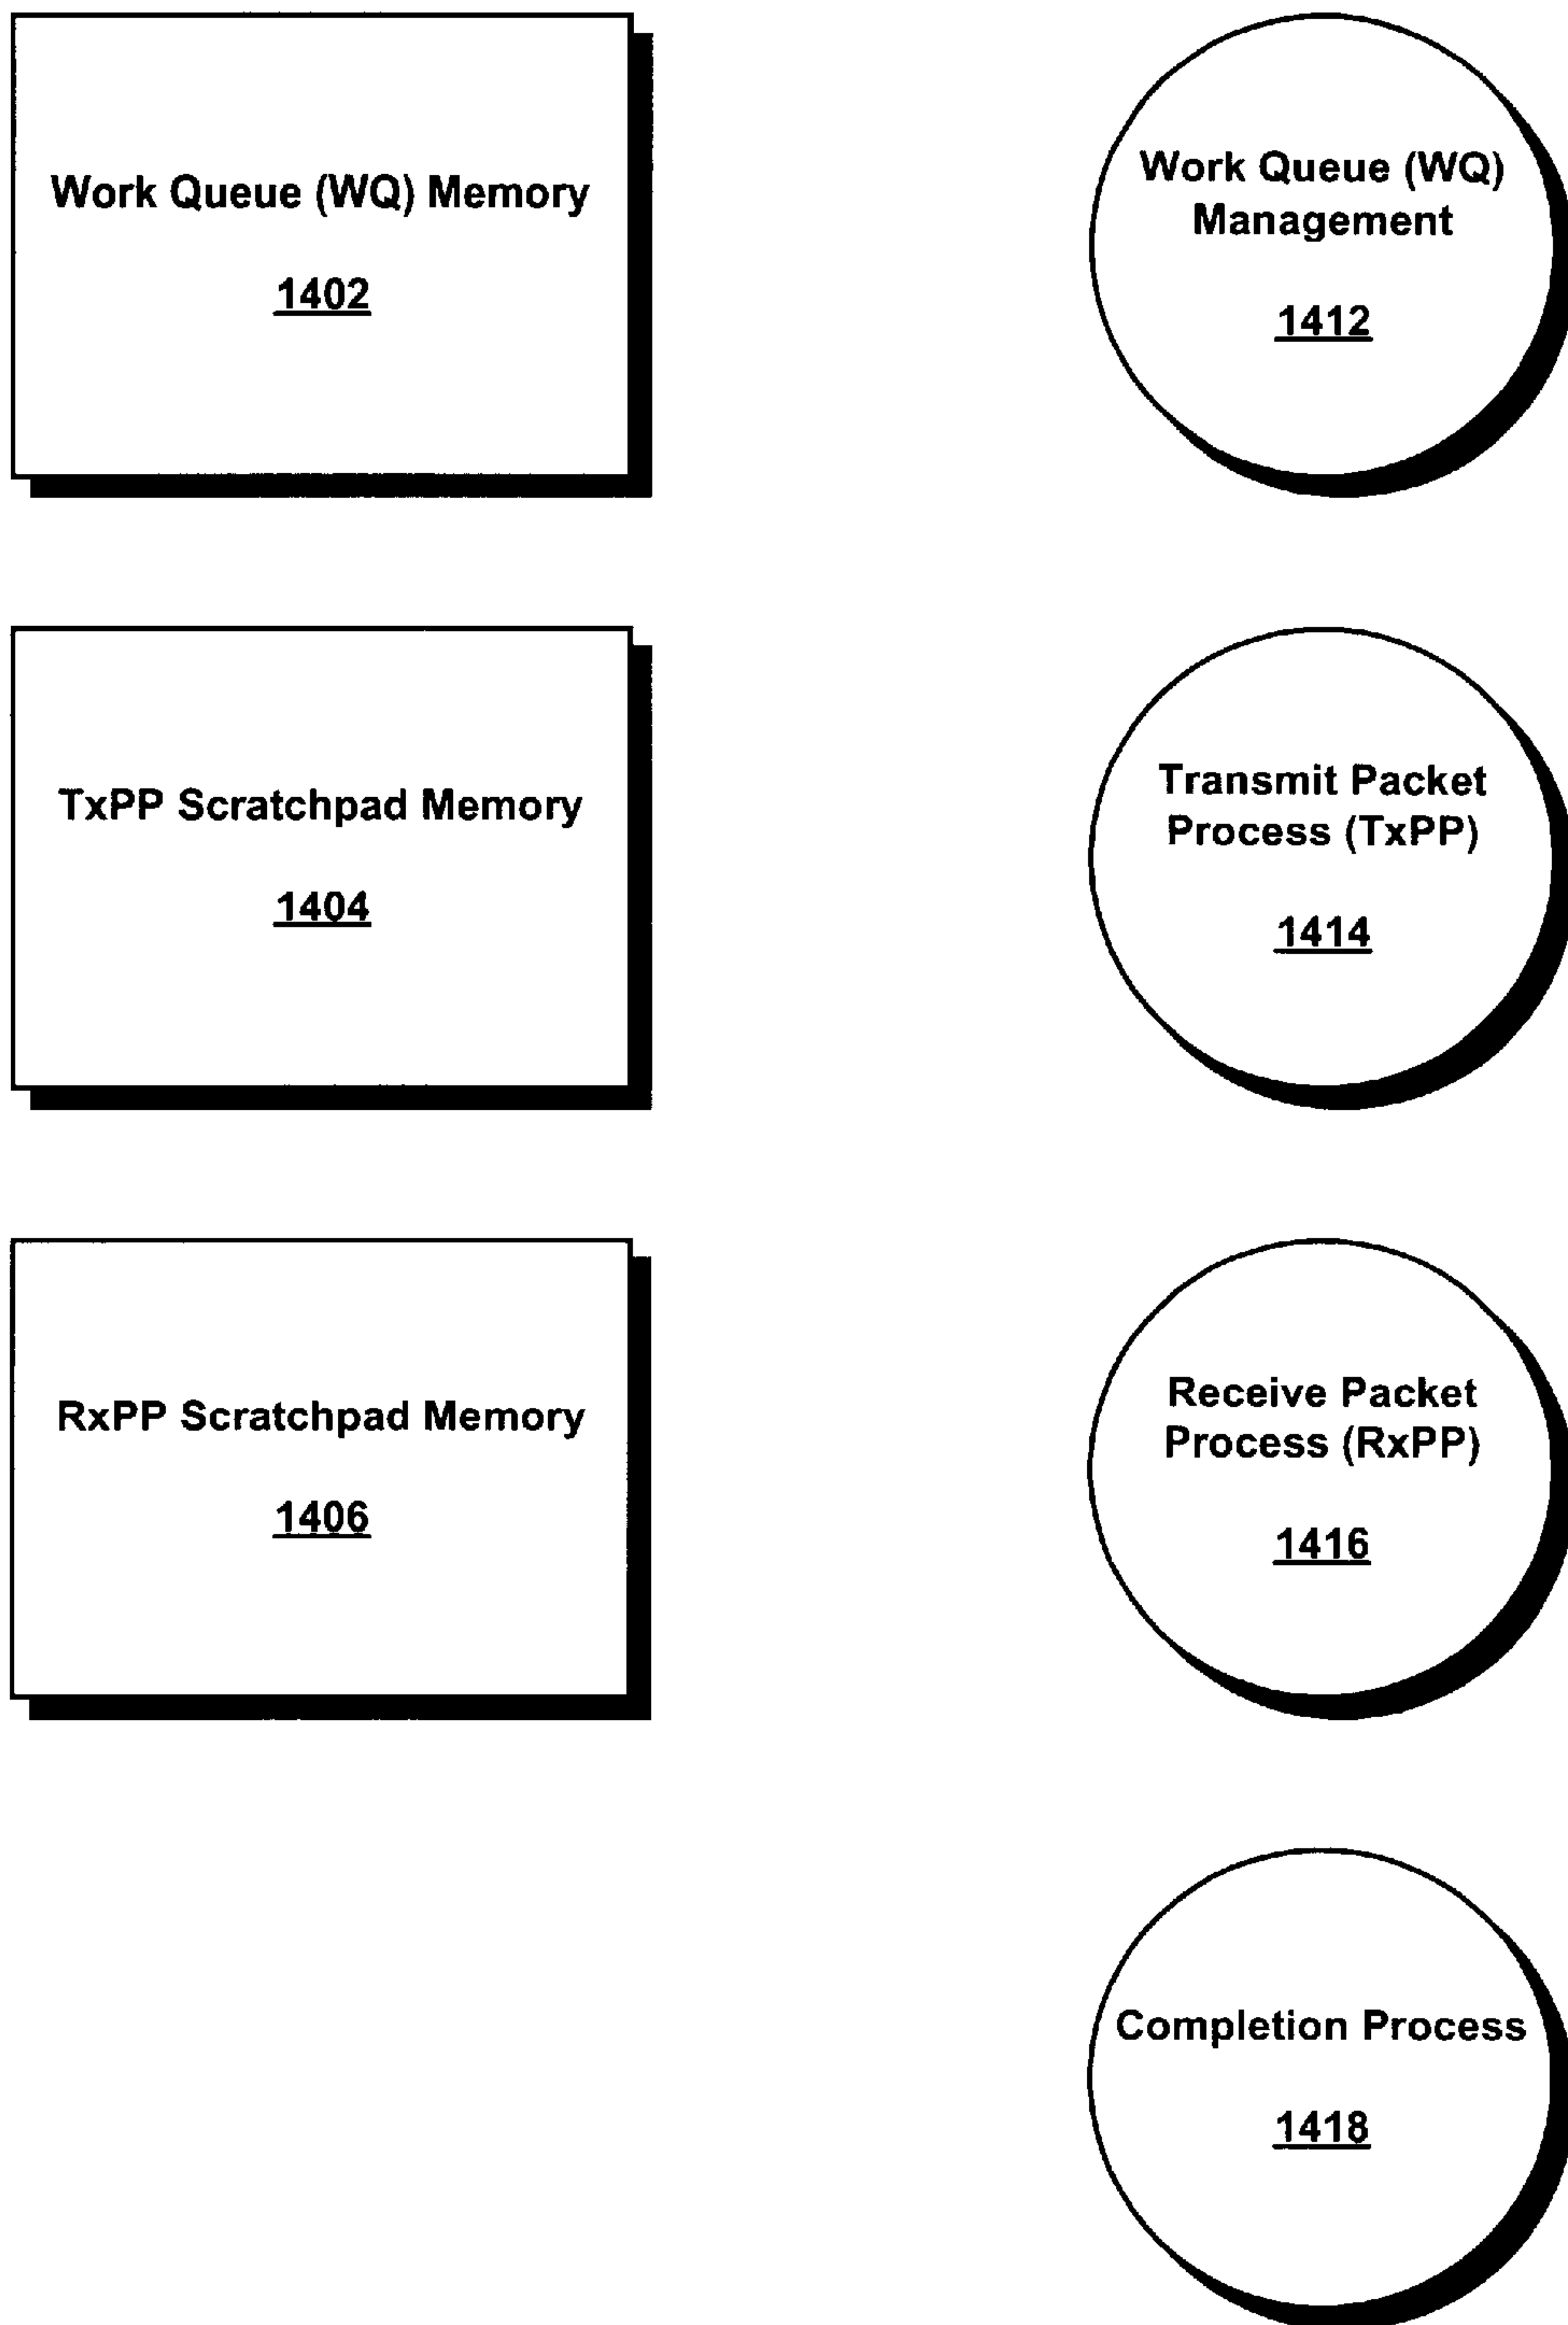 Work Queue (WQ) Memory
1402
Work Queue (WQ)
Management
1412
TxPP Scratchpad Memory
1404
Transmit Packet
Process (TxPP)
1414
RxPP Scratchpad Memory
1406
Receive Packet
Process (RxPP)
1416
Completion Process
1418